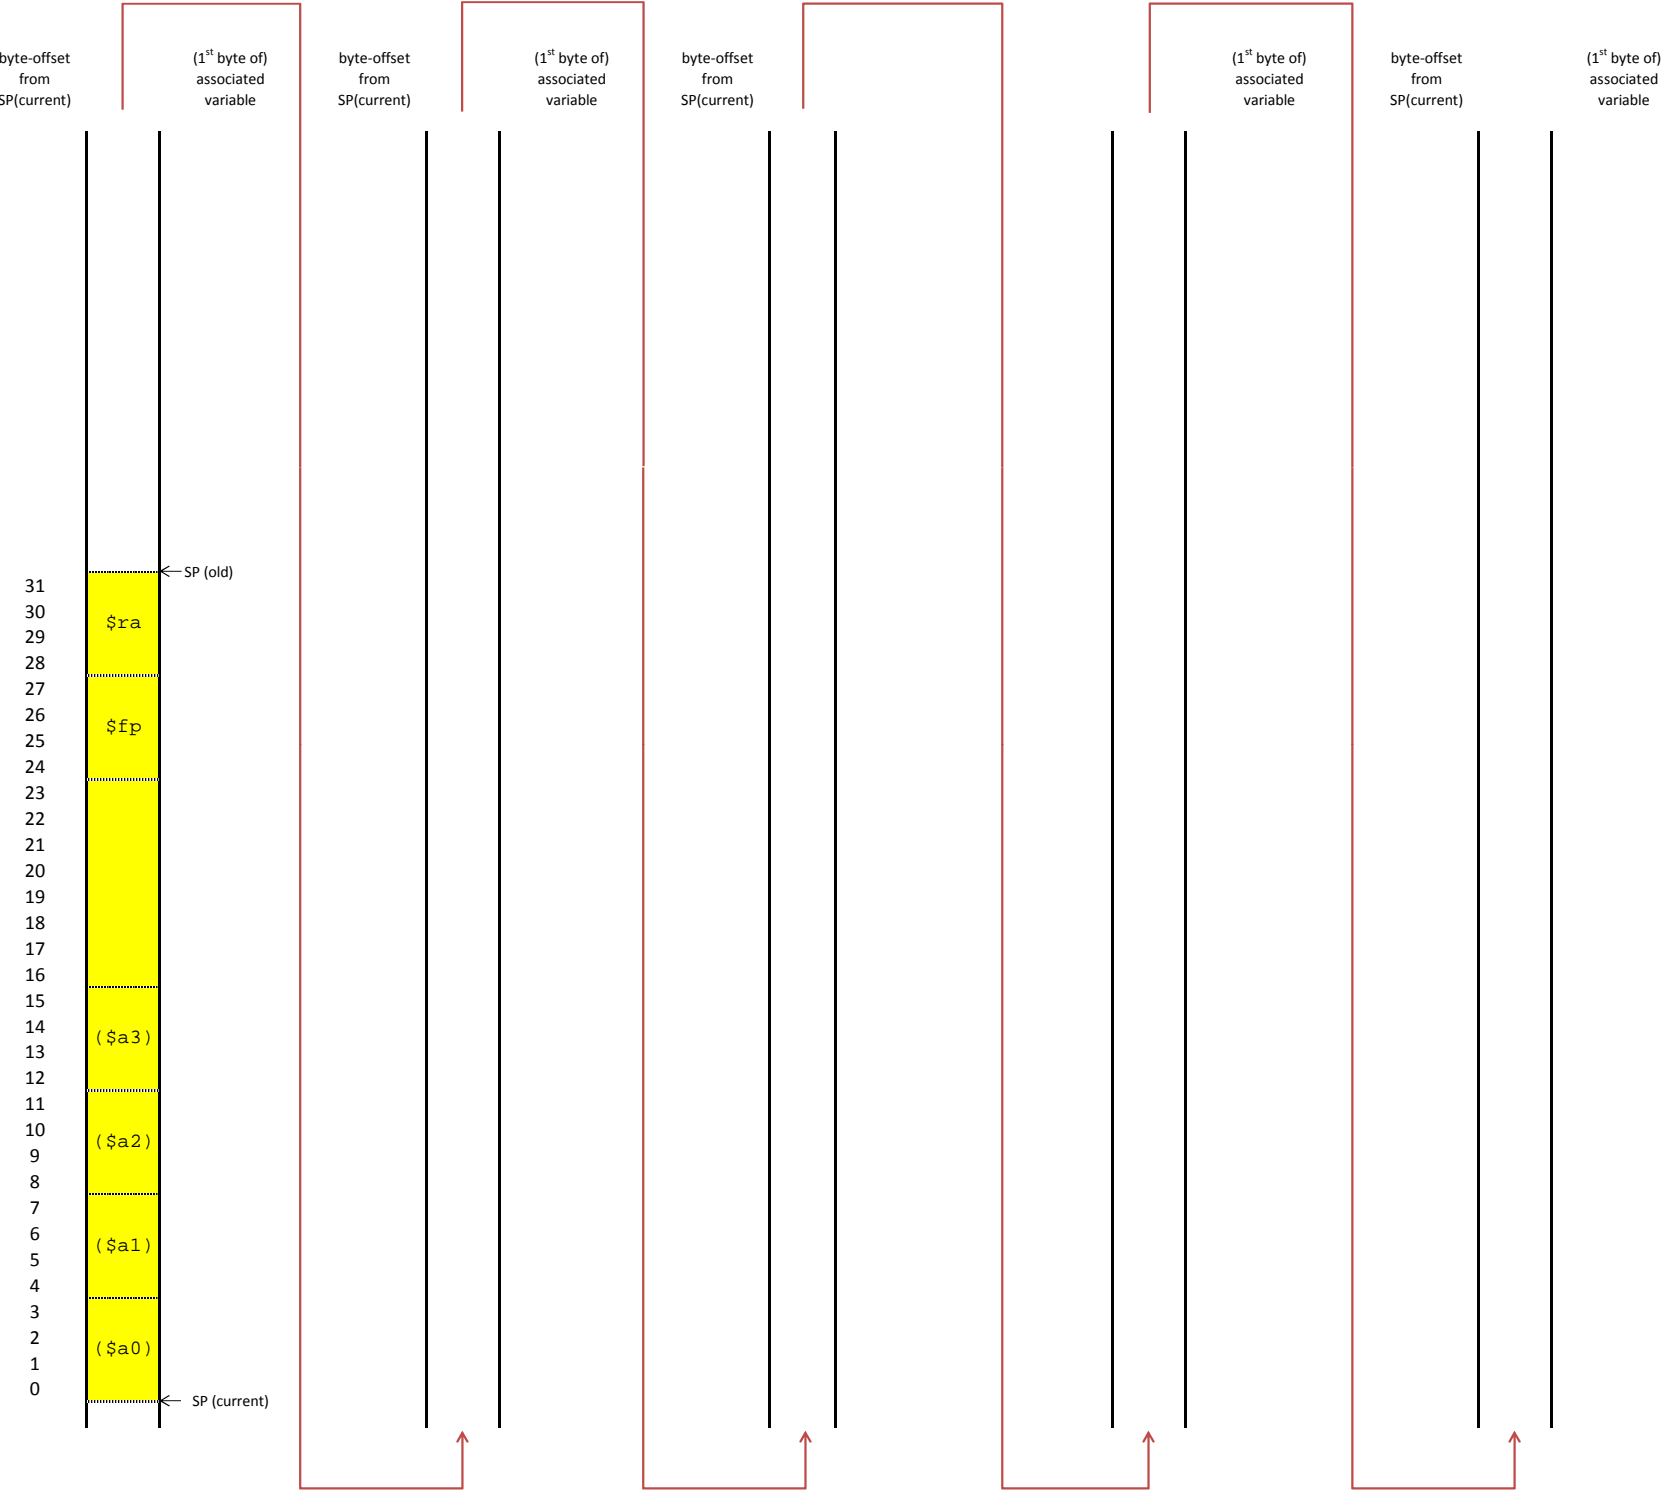 byte-offset
from
SP(current)
(1st byte of)
associated
variable
byte-offset
from
SP(current)
(1st byte of)
associated
variable
byte-offset
from
SP(current)
(1st byte of)
associated
variable
byte-offset
from
SP(current)
(1st byte of)
associated
variable
SP (old)
31
30
$ra
29
28
27
26
$fp
25
24
23
22
21
20
19
18
17
16
15
14
($a3)
13
12
11
10
($a2)
9
8
7
6
($a1)
5
4
3
2
($a0)
1
0
SP (current)